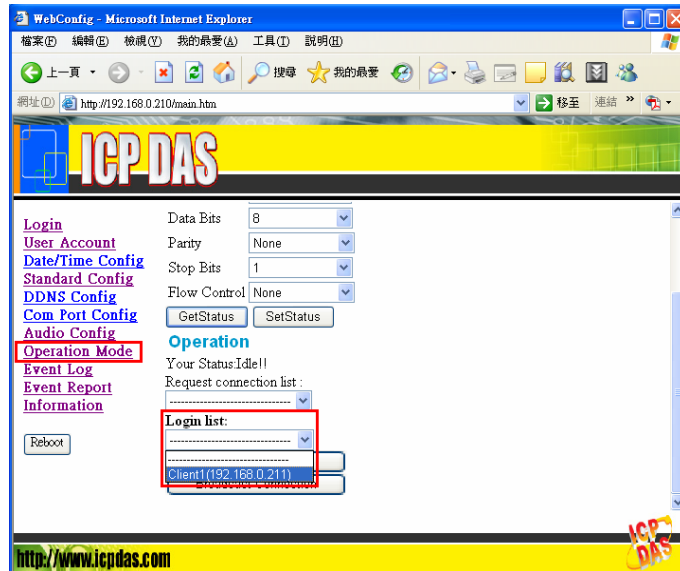 WebConfig - Microsoft Internet Explorer
檔案(F) 編輯(E) 檢視(V) 我的最愛(A) 工具(T) 說明(H)
上一頁 搜尋 我的最愛
網址(D) http://192.168.0.210/main.htm 移至 連結 »
ICP DAS
Login
User Account
Date/Time Config
Standard Config
DDNS Config
Com Port Config
Audio Config
Operation Mode
Event Log
Event Report
Information
Reboot
Data Bits 8
Parity None
Stop Bits 1
Flow Control None
GetStatus SetStatus
Operation
Your Status:Idle!!
Request connection list :
--------------------------------
Login list:
--------------------------------
--------------------------------
Client1(192.168.0.211)
http://www.icpdas.com
ICP DAS